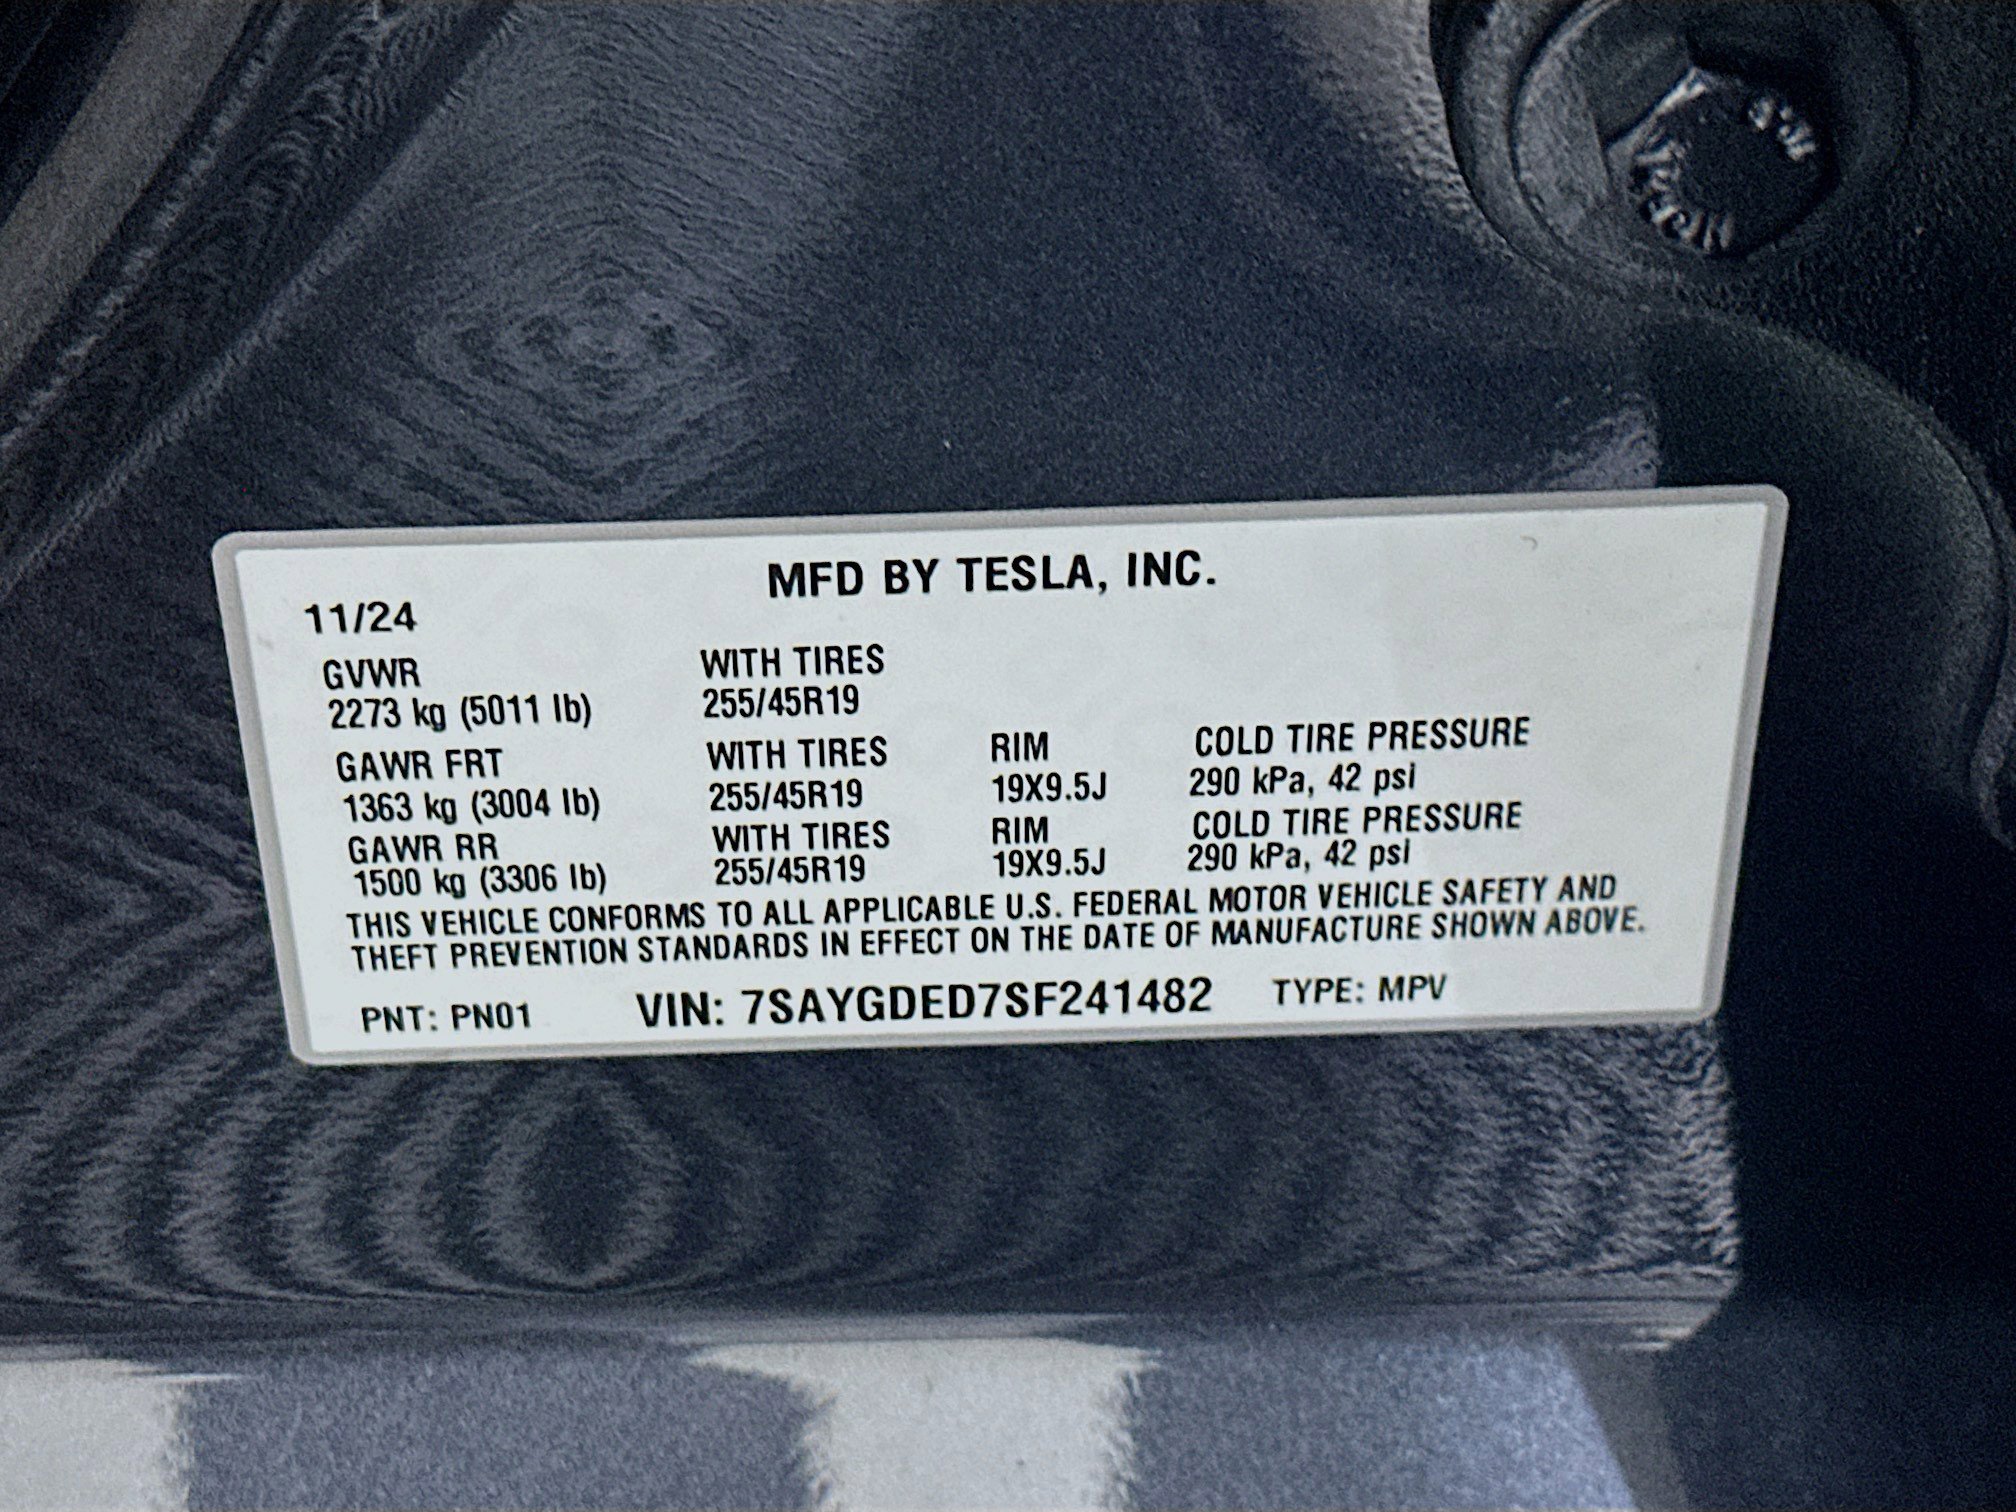 MFD BY TESLA, INC.
11/24
GVWR WITH TIRES
2273 kg (5011 lb) 255/45R19
GAWR FRT WITH TIRES RIM COLD TIRE PRESSURE
1363 kg (3004 lb) 255/45R19 19X9.5J 290 kPa, 42 psi
GAWR RR WITH TIRES RIM COLD TIRE PRESSURE
1500 kg (3306 lb) 255/45R19 19X9.5J 290 kPa, 42 psi
THIS VEHICLE CONFORMS TO ALL APPLICABLE U.S. FEDERAL MOTOR VEHICLE SAFETY AND
THEFT PREVENTION STANDARDS IN EFFECT ON THE DATE OF MANUFACTURE SHOWN ABOVE.
PNT: PN01 VIN: 7SAYGDED7SF241482 TYPE: MPV